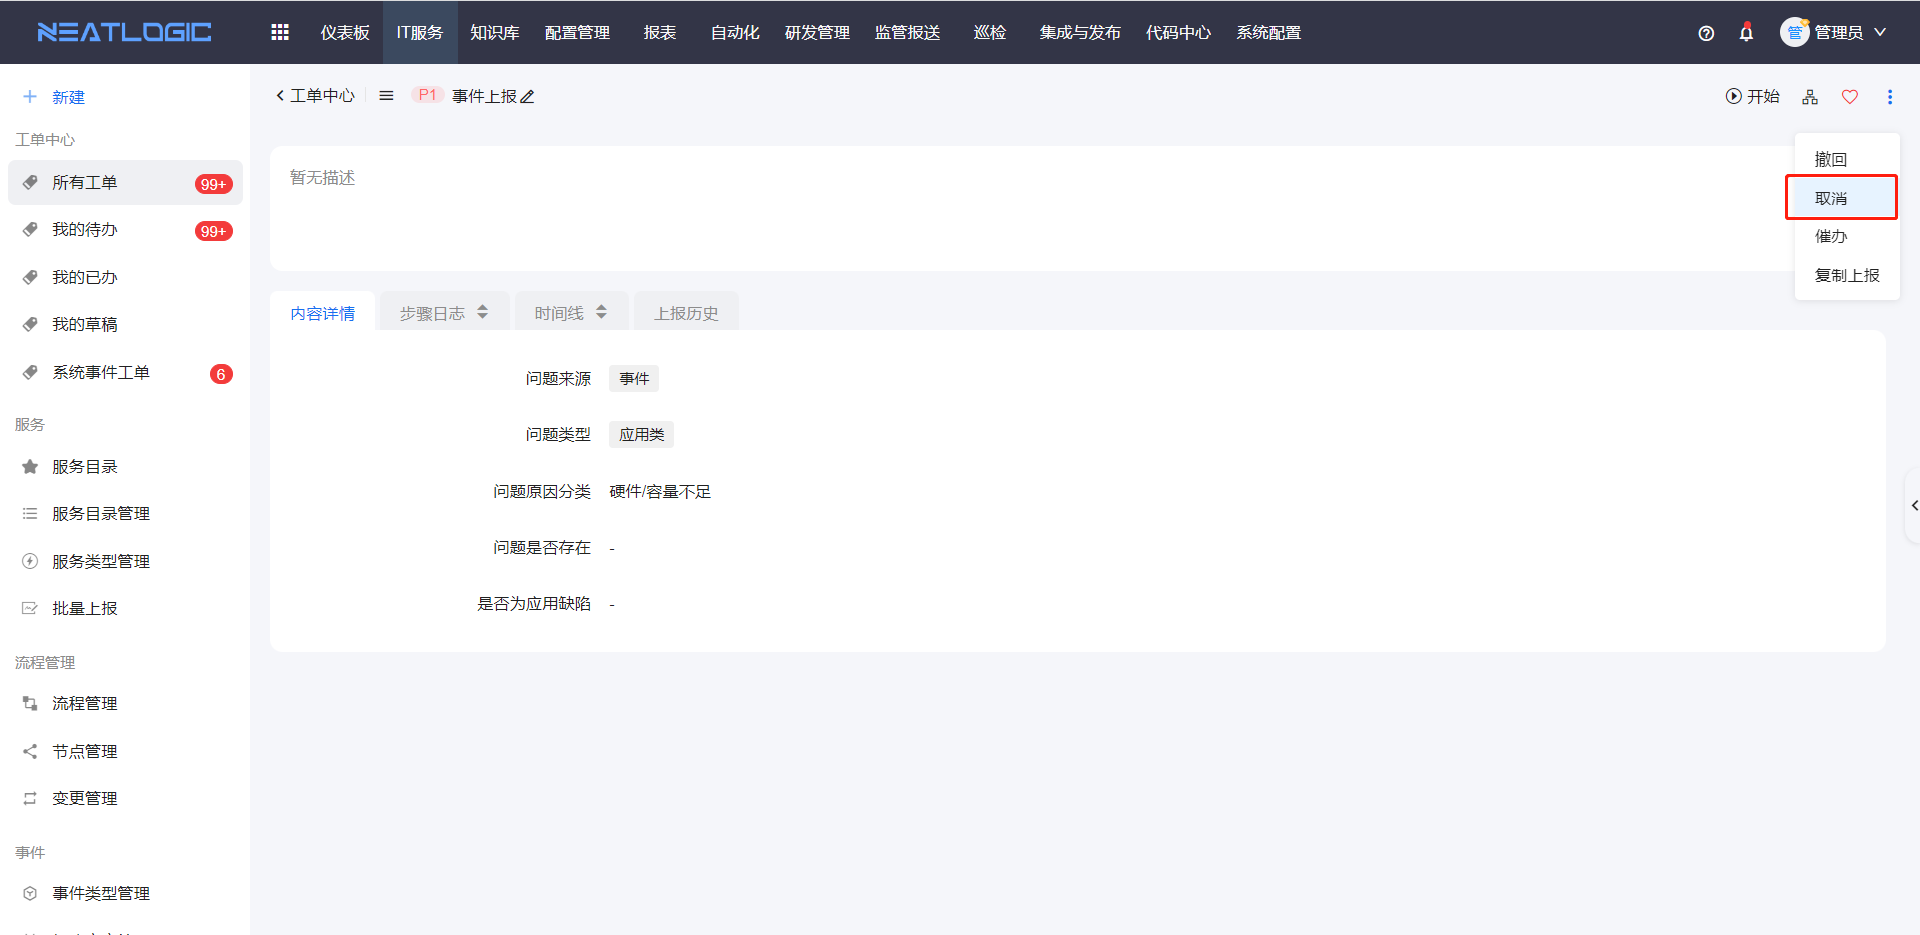 NEATLOGIC
仪表板 IT服务 知识库 配置管理 报表 自动化 研发管理 监管报送 巡检 集成与发布 代码中心 系统配置
管 管理员
新建
工单中心
所有工单 99+
我的待办 99+
我的已办
我的草稿
系统事件工单 6
服务
服务目录
服务目录管理
服务类型管理
批量上报
流程管理
流程管理
节点管理
变更管理
事件
事件类型管理
工单中心 P1 事件上报
开始
撤回
取消
催办
复制上报
暂无描述
内容详情 步骤日志 时间线 上报历史
问题来源 事件
问题类型 应用类
问题原因分类 硬件/容量不足
问题是否存在 -
是否为应用缺陷 -